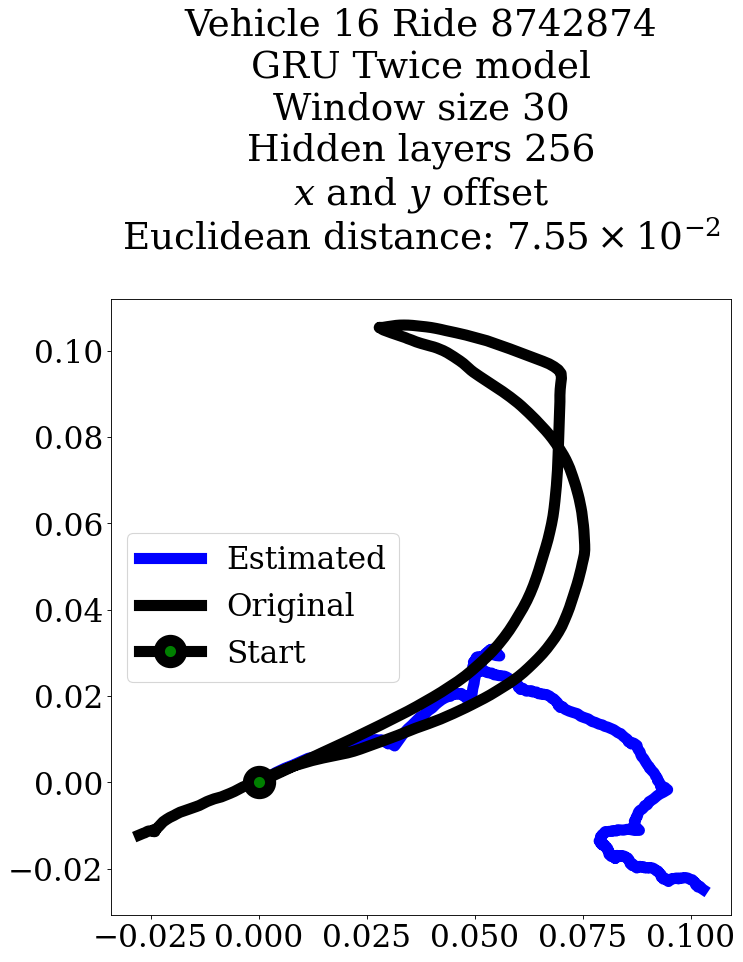 Vehicle 16 Ride 8742874
GRU Twice model
Window size 30
Hidden layers 256
x and y offset
Euclidean distance: 7.55 × 10⁻²
0.10
0.08
0.06
0.04
0.02
0.00
−0.02
Estimated
Original
Start
−0.025 0.000 0.025 0.050 0.075 0.100